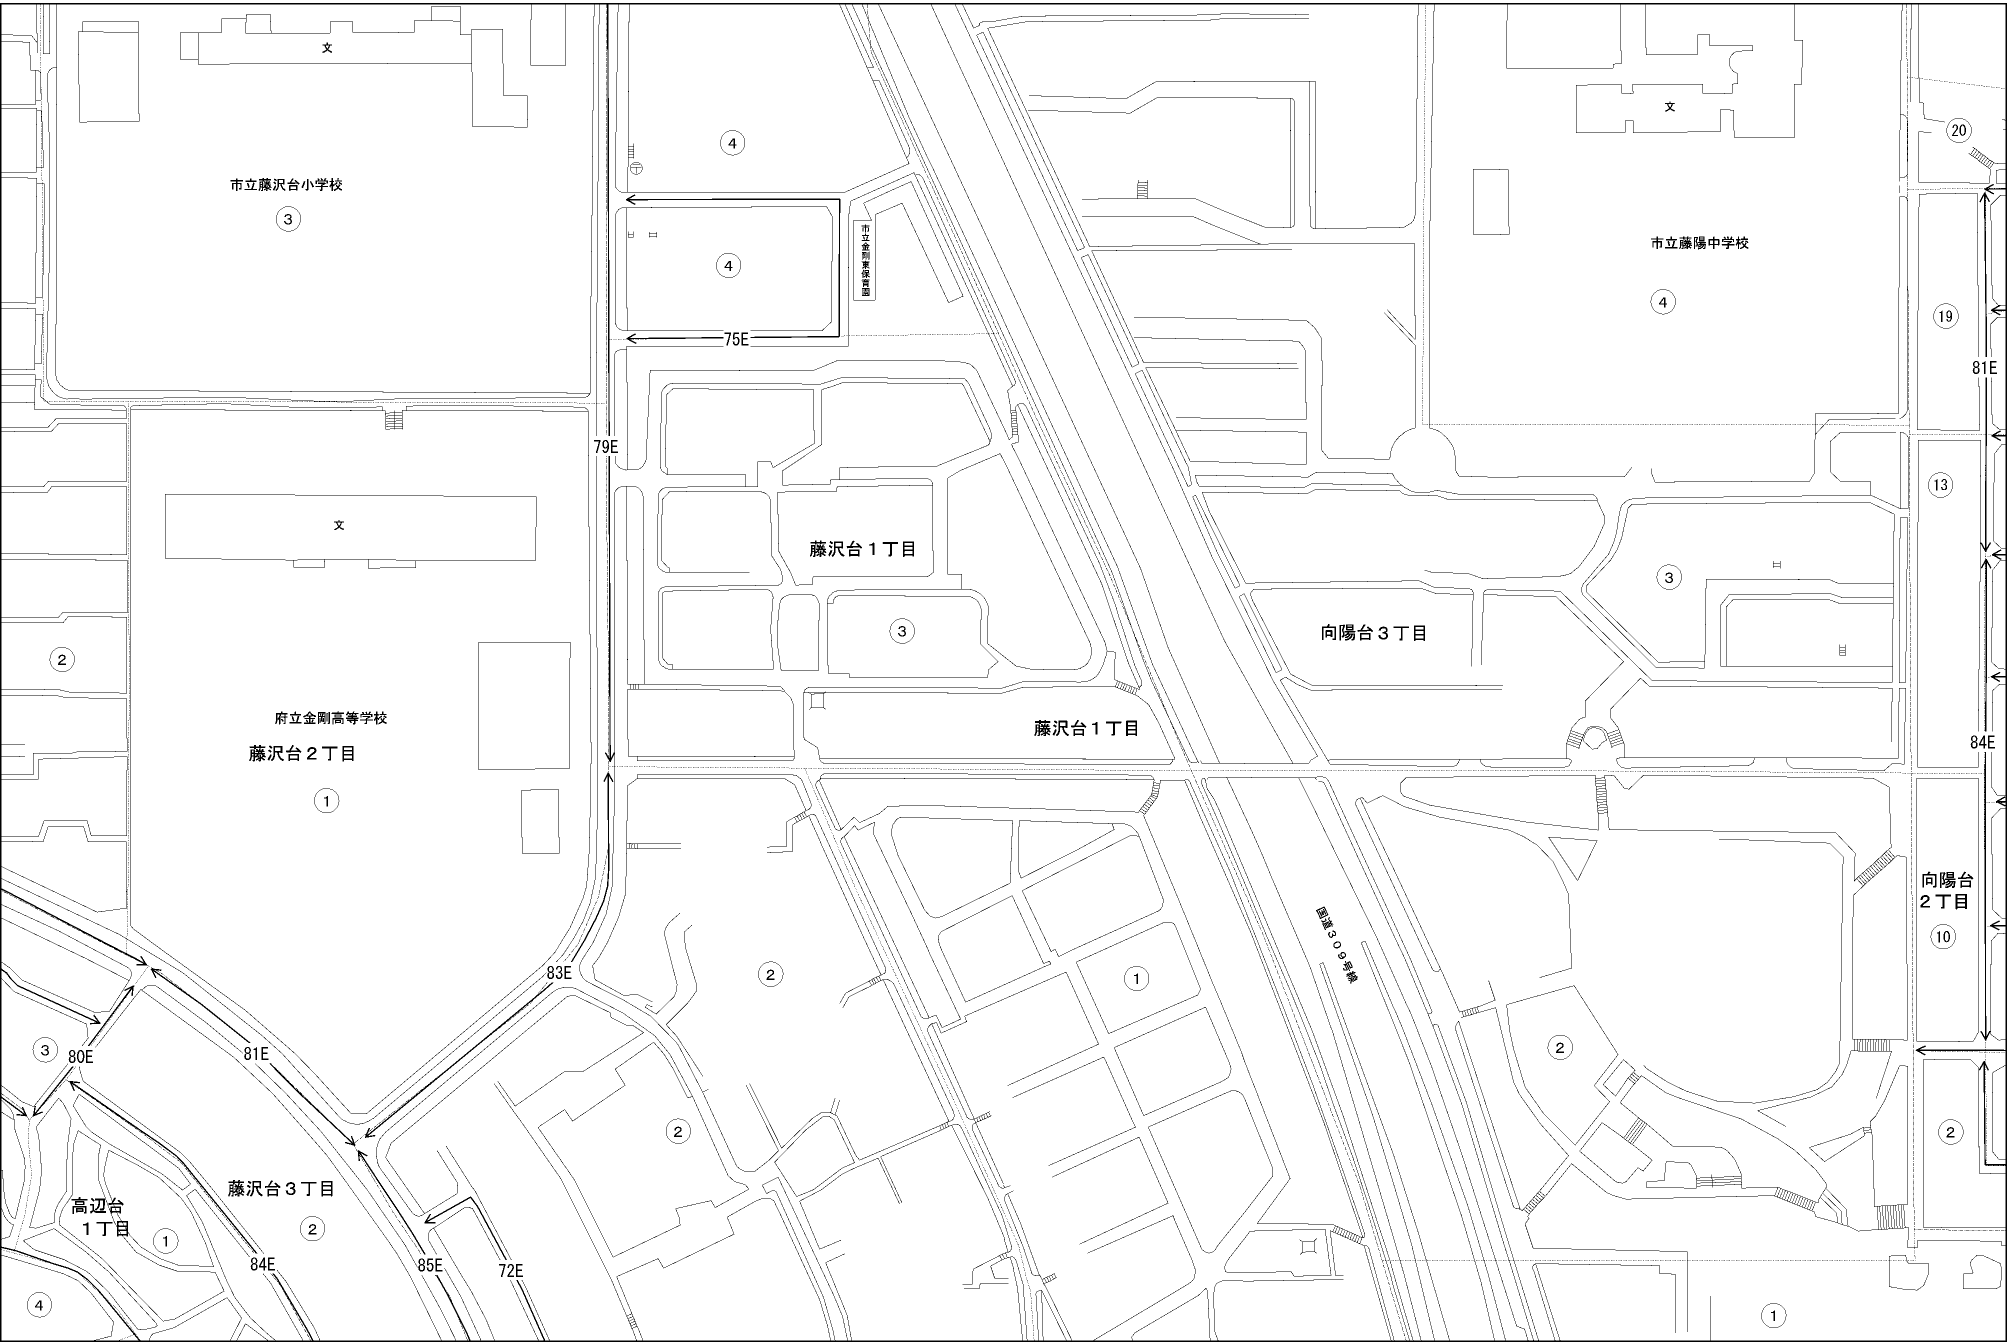 文
文
④
⑳
市立藤沢台小学校
③
市立金剛東保育園
④
市立藤陽中学校
④
⑲
75E
81E
79E
⑬
文
藤沢台１丁目
③
③
向陽台３丁目
②
府立金剛高等学校
藤沢台２丁目
①
藤沢台１丁目
84E
向陽台
２丁目
⑩
国道３０９号線
83E
②
①
③
80E
81E
②
②
②
高辺台
１丁目
①
藤沢台３丁目
②
84E
85E
72E
④
①